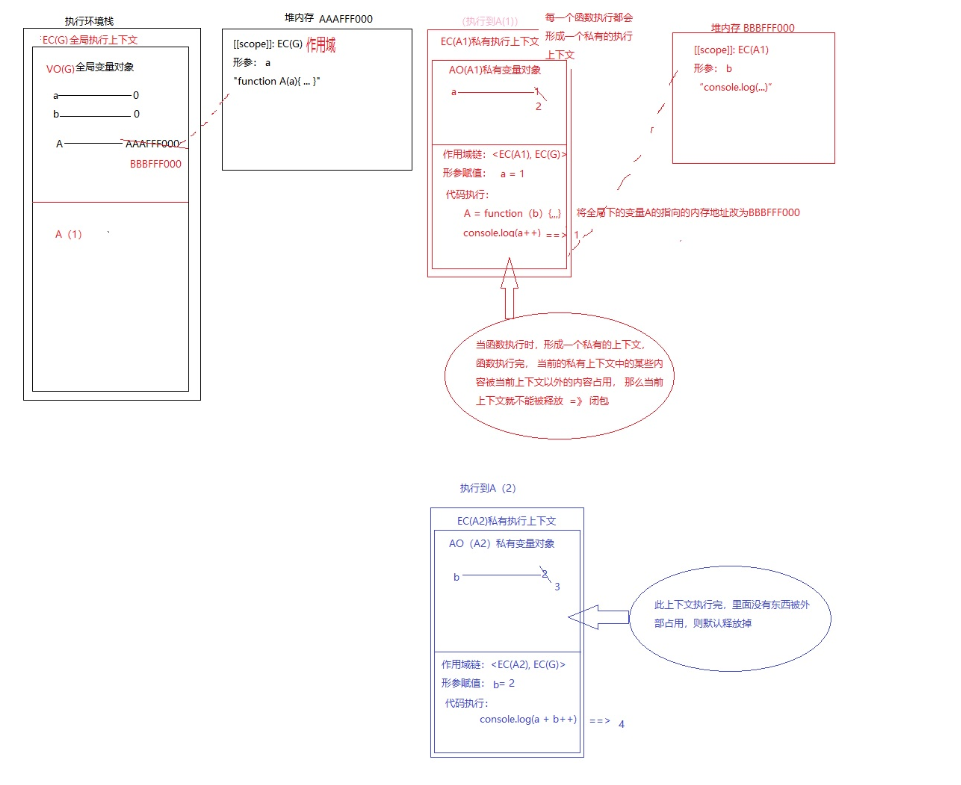 执行环境栈
EC(G)全局执行上下文
VO(G)全局变量对象
a 0
b 0
A AAAFFF000
BBBFFF000
A（1）
堆内存 AAAFFF000
[[scope]]: EC(G) 作用域
形参： a
"function A(a){ ... }"
(执行到A(1))
每一个函数执行都会
形成一个私有的执行
上下文
EC(A1)私有执行上下文
AO(A1)私有变量对象
a 1
2
作用域链：<EC(A1), EC(G)>
形参赋值： a = 1
代码执行：
A = function（b）{,,,}
将全局下的变量A的指向的内存地址改为BBBFFF000
console.log(a++) ==> 1
堆内存 BBBFFF000
[[scope]]: EC(A1)
形参： b
"console.log(...)"
当函数执行时，形成一个私有的上下文，
函数执行完， 当前的私有上下文中的某些内
容被当前上下文以外的内容占用， 那么当前
上下文就不能被释放 =》 闭包
执行到A（2）
EC(A2)私有执行上下文
AO（A2）私有变量对象
b 2
3
作用域链：<EC(A2), EC(G)>
形参赋值： b= 2
代码执行：
console.log(a + b++) ==> 4
此上下文执行完，里面没有东西被外
部占用，则默认释放掉